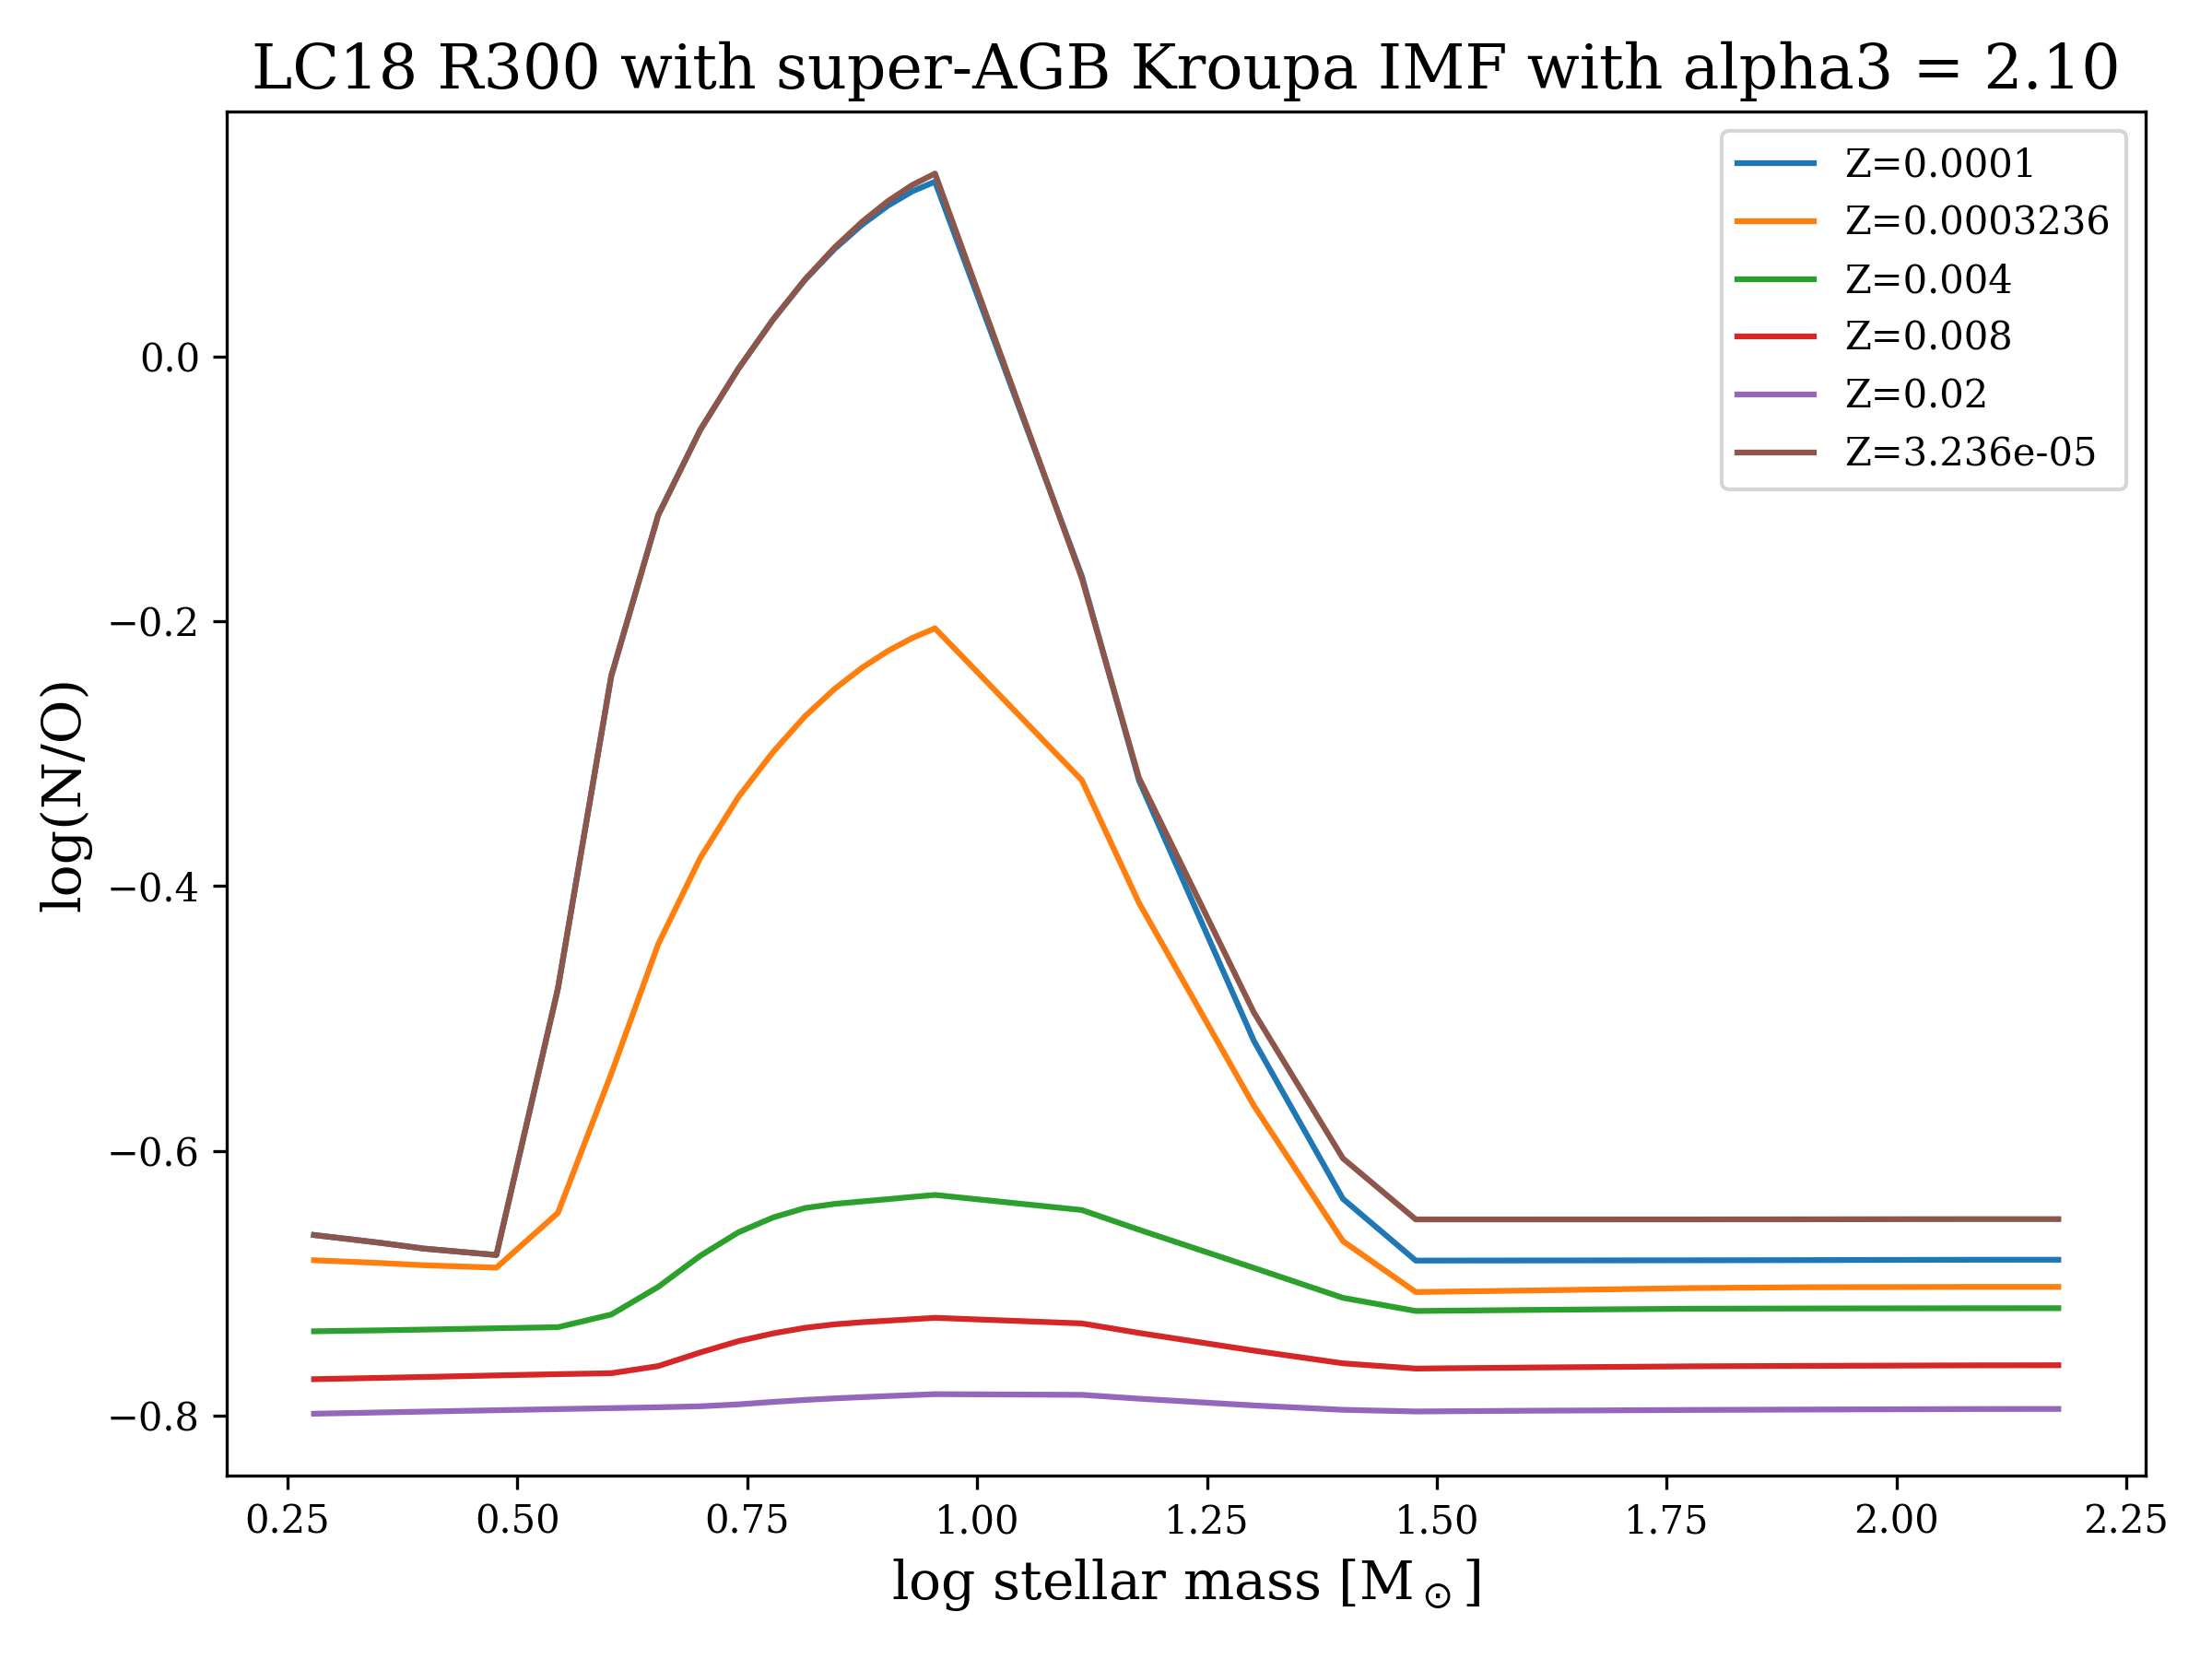 LC18 R300 with super-AGB Kroupa IMF with alpha3 = 2.10
Z=0.0001
Z=0.0003236
Z=0.004
Z=0.008
Z=0.02
Z=3.236e-05
log(N/O)
0.0
−0.2
−0.4
−0.6
−0.8
0.25 0.50 0.75 1.00 1.25 1.50 1.75 2.00 2.25
log stellar mass [M⊙]